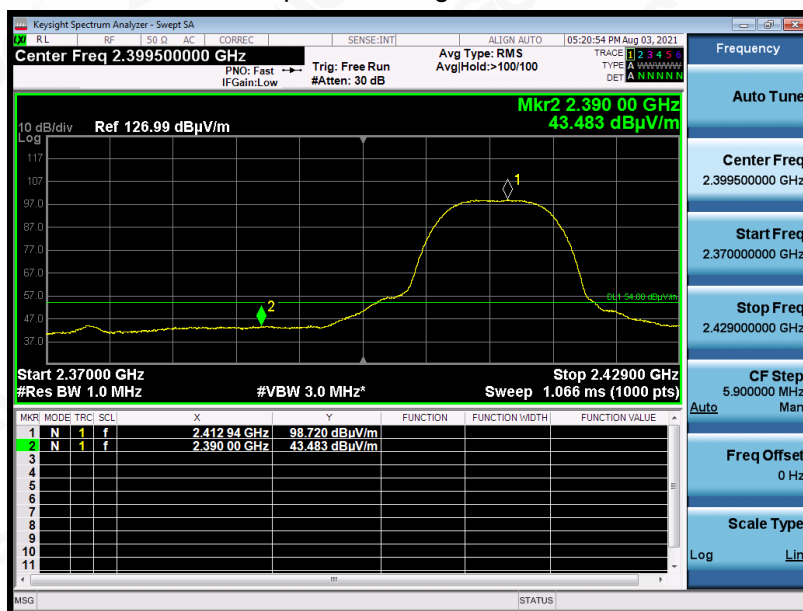 Keysight Spectrum Analyzer - Swept SA
LXI RL RF 50 Ω AC CORREC SENSE:INT ALIGN AUTO 05:20:54 PM Aug 03, 2021
Center Freq 2.399500000 GHz
PNO: Fast
IFGain:Low
Trig: Free Run
#Atten: 30 dB
Avg Type: RMS
Avg|Hold:>100/100
TRACE 1 2 3 4 5 6
TYPE A WWWWW
DET A N N N N N
Mkr2 2.390 00 GHz
43.483 dBµV/m
10 dB/div Ref 126.99 dBµV/m
Log
117
107
97.0
87.0
77.0
67.0
57.0
47.0
37.0
1
2
DL1 54.00 dBµV/m
Start 2.37000 GHz Stop 2.42900 GHz
#Res BW 1.0 MHz #VBW 3.0 MHz* Sweep 1.066 ms (1000 pts)
MKR MODE TRC SCL X Y FUNCTION FUNCTION WIDTH FUNCTION VALUE
1 N 1 f 2.412 94 GHz 98.720 dBµV/m
2 N 1 f 2.390 00 GHz 43.483 dBµV/m
3
4
5
6
7
8
9
10
11
MSG STATUS
Frequency
Auto Tune
Center Freq
2.399500000 GHz
Start Freq
2.370000000 GHz
Stop Freq
2.429000000 GHz
CF Step
5.900000 MHz
Auto Man
Freq Offset
0 Hz
Scale Type
Log Lin